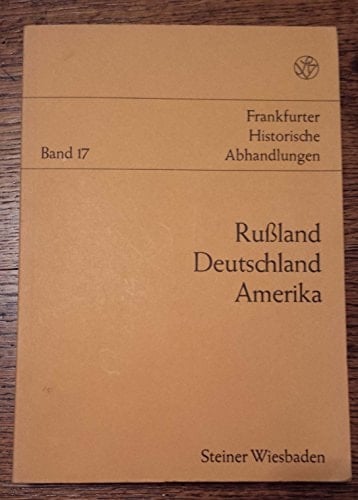 Frankfurter
Historische
Band 17
Abhandlungen
Rußland
Deutschland
Amerika
Steiner Wiesbaden